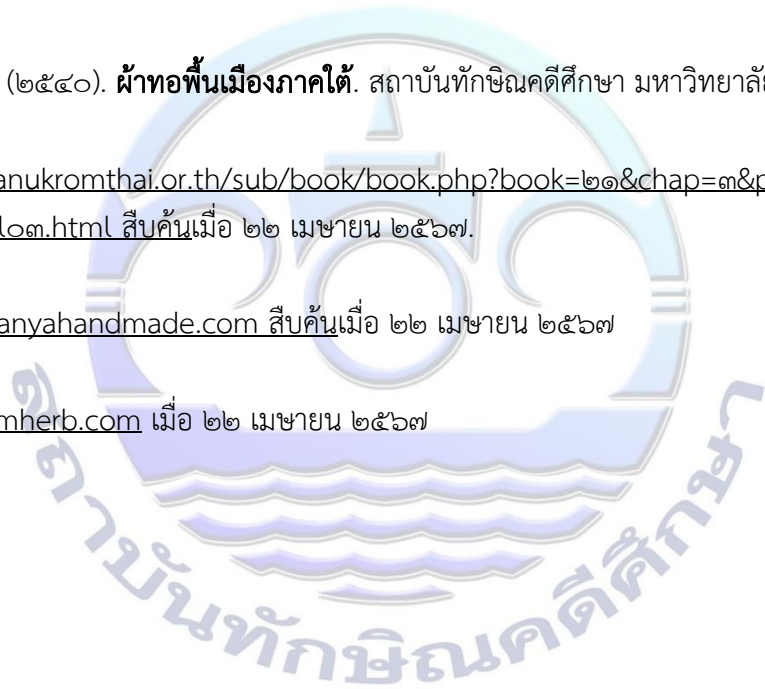 (๒๕๔๐). ผ้าทอพื้นเมืองภาคใต้. สถาบันทักษิณคดีศึกษา มหาวิทยาลัย
anukromthai.or.th/sub/book/book.php?book=๒๑&chap=๓&p
l๐๓.html สืบค้นเมื่อ ๒๒ เมษายน ๒๕๖๗.
anyahandmade.com สืบค้นเมื่อ ๒๒ เมษายน ๒๕๖๗
mherb.com เมื่อ ๒๒ เมษายน ๒๕๖๗
สถาบันทักษิณคดีศึกษา